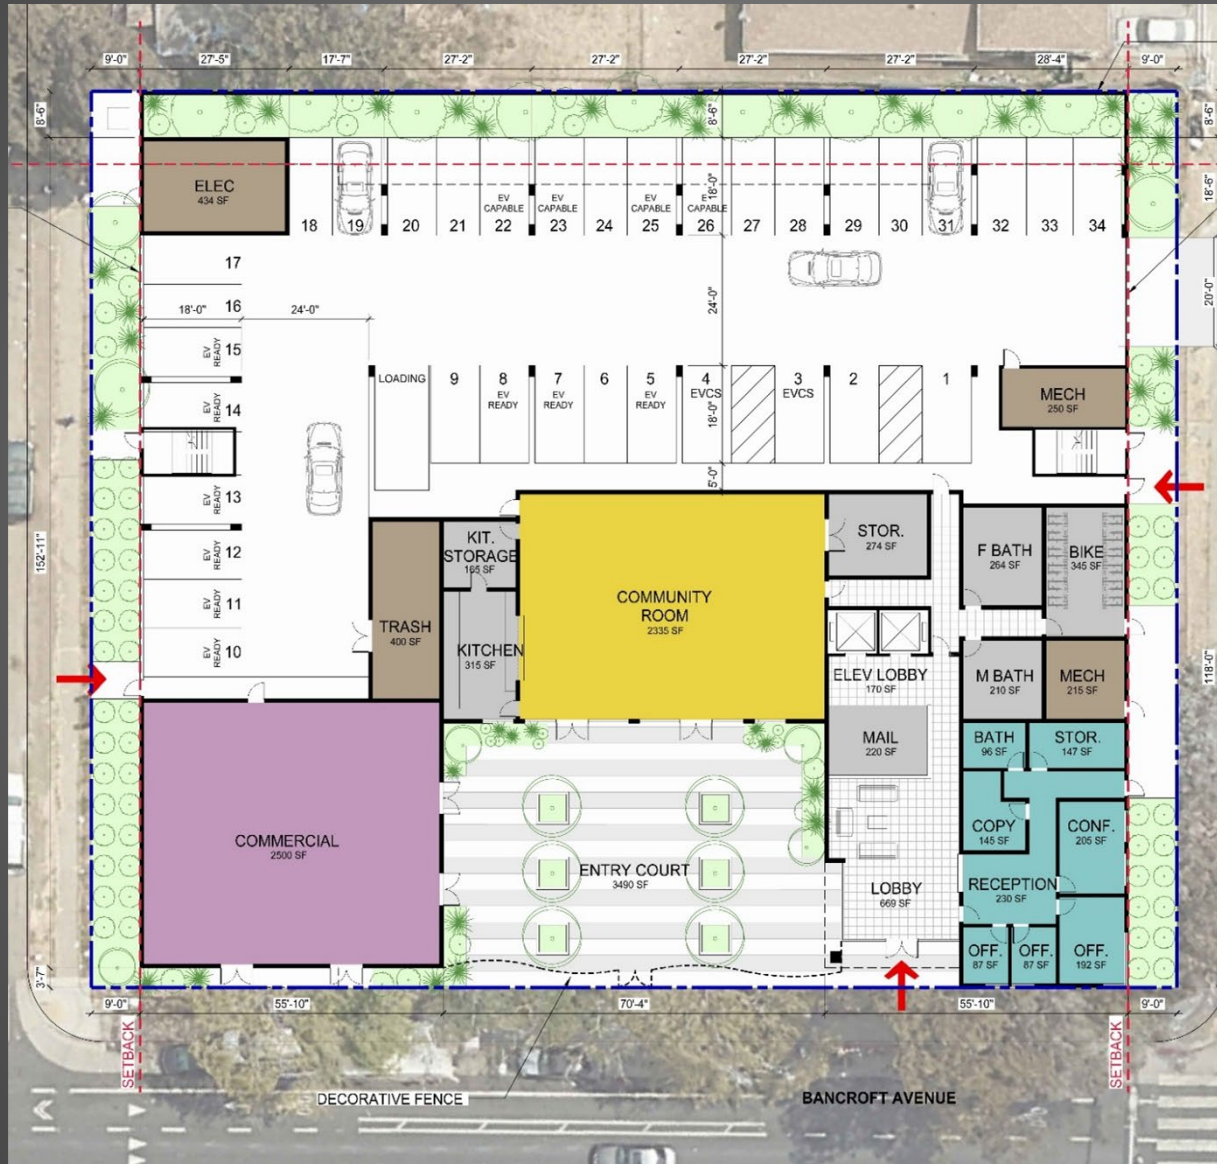 9'-0"
27'-5"
17'-7"
27'-2"
27'-2"
27'-2"
27'-2"
28'-4"
9'-0"
8'-6"
8'-6"
8'-6"
ELEC
434 SF
18
19
20
21
EV
CAPABLE
22
EV
CAPABLE
23
24
EV
CAPABLE
25
EV
CAPABLE
26
18'-0"
27
28
29
30
31
32
33
34
18'-6"
17
16
18'-0"
24'-0"
24'-0"
20'-0"
EV
READY
15
EV
READY
14
LOADING
9
8
EV
READY
7
EV
READY
6
5
EV
READY
4
EVCS
18'-0"
3
EVCS
2
1
MECH
250 SF
5'-0"
EV
READY
13
EV
READY
12
EV
READY
11
EV
READY
10
152'-11"
TRASH
400 SF
KIT.
STORAGE
165 SF
KITCHEN
315 SF
COMMUNITY
ROOM
2335 SF
STOR.
274 SF
F BATH
264 SF
BIKE
345 SF
ELEV LOBBY
170 SF
M BATH
210 SF
MECH
215 SF
118'-0"
MAIL
220 SF
BATH
96 SF
STOR.
147 SF
COMMERCIAL
2500 SF
ENTRY COURT
3490 SF
COPY
145 SF
CONF.
205 SF
LOBBY
669 SF
RECEPTION
230 SF
OFF.
87 SF
OFF.
87 SF
OFF.
192 SF
3'-7"
9'-0"
55'-10"
70'-4"
55'-10"
9'-0"
SETBACK
SETBACK
DECORATIVE FENCE
BANCROFT AVENUE